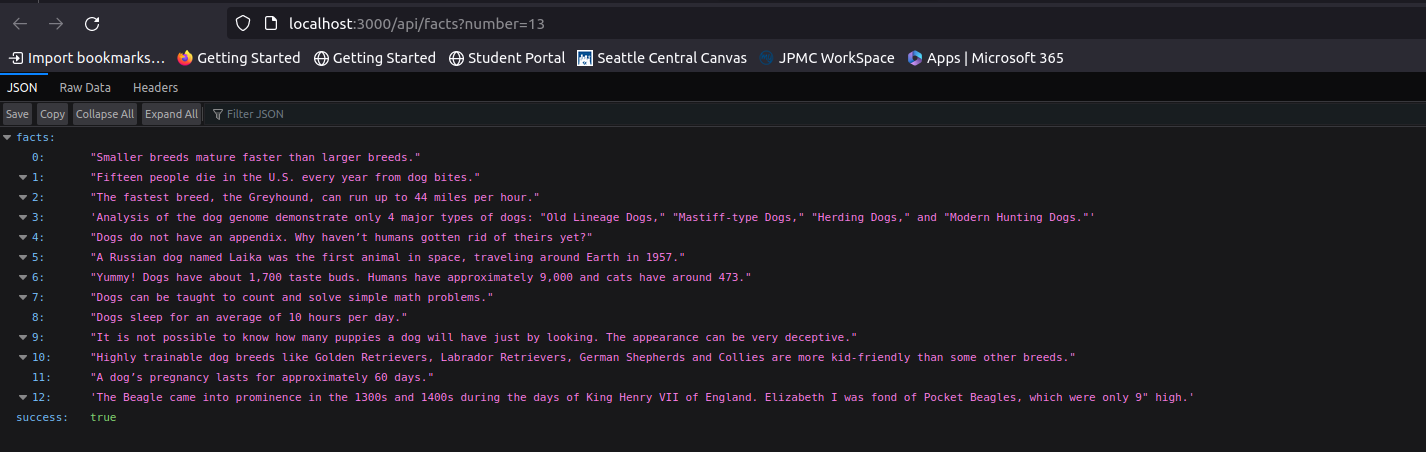 localhost:3000/api/facts?number=13
Import bookmarks… Getting Started Getting Started Student Portal Seattle Central Canvas JPMC WorkSpace Apps | Microsoft 365
JSON Raw Data Headers
Save Copy Collapse All Expand All Filter JSON
facts:
0: "Smaller breeds mature faster than larger breeds."
1: "Fifteen people die in the U.S. every year from dog bites."
2: "The fastest breed, the Greyhound, can run up to 44 miles per hour."
3: 'Analysis of the dog genome demonstrate only 4 major types of dogs: "Old Lineage Dogs," "Mastiff-type Dogs," "Herding Dogs," and "Modern Hunting Dogs."'
4: "Dogs do not have an appendix. Why haven’t humans gotten rid of theirs yet?"
5: "A Russian dog named Laika was the first animal in space, traveling around Earth in 1957."
6: "Yummy! Dogs have about 1,700 taste buds. Humans have approximately 9,000 and cats have around 473."
7: "Dogs can be taught to count and solve simple math problems."
8: "Dogs sleep for an average of 10 hours per day."
9: "It is not possible to know how many puppies a dog will have just by looking. The appearance can be very deceptive."
10: "Highly trainable dog breeds like Golden Retrievers, Labrador Retrievers, German Shepherds and Collies are more kid-friendly than some other breeds."
11: "A dog’s pregnancy lasts for approximately 60 days."
12: 'The Beagle came into prominence in the 1300s and 1400s during the days of King Henry VII of England. Elizabeth I was fond of Pocket Beagles, which were only 9" high.'
success: true